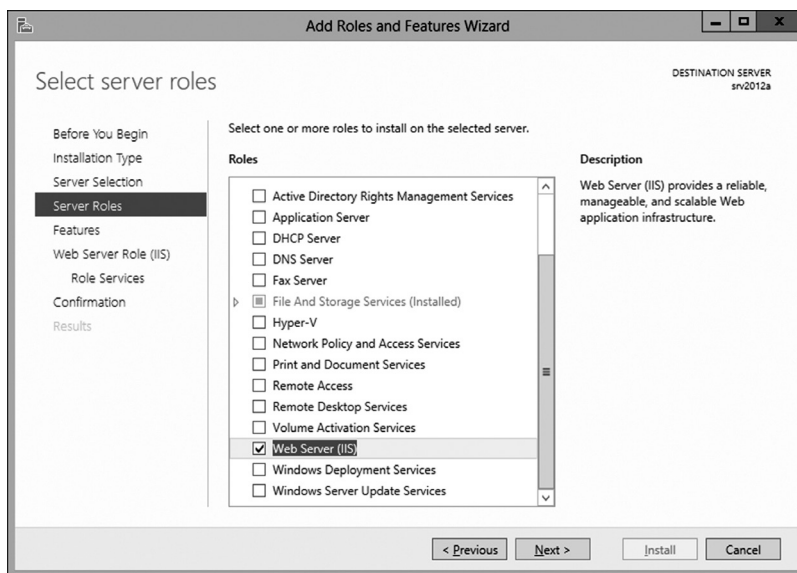 Add Roles and Features Wizard
Select server roles
DESTINATION SERVER
srv2012a
Before You Begin
Installation Type
Server Selection
Server Roles
Features
Web Server Role (IIS)
Role Services
Confirmation
Results
Select one or more roles to install on the selected server.
Roles
Active Directory Rights Management Services
Application Server
DHCP Server
DNS Server
Fax Server
File And Storage Services (Installed)
Hyper-V
Network Policy and Access Services
Print and Document Services
Remote Access
Remote Desktop Services
Volume Activation Services
Web Server (IIS)
Windows Deployment Services
Windows Server Update Services
Description
Web Server (IIS) provides a reliable,
manageable, and scalable Web
application infrastructure.
< Previous
Next >
Install
Cancel